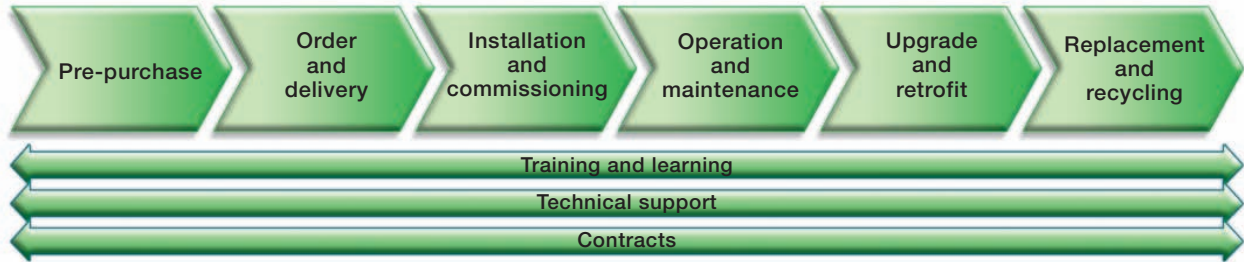 Pre-purchase
Order
and
delivery
Installation
and
commissioning
Operation
and
maintenance
Upgrade
and
retrofit
Replacement
and
recycling
Training and learning
Technical support
Contracts